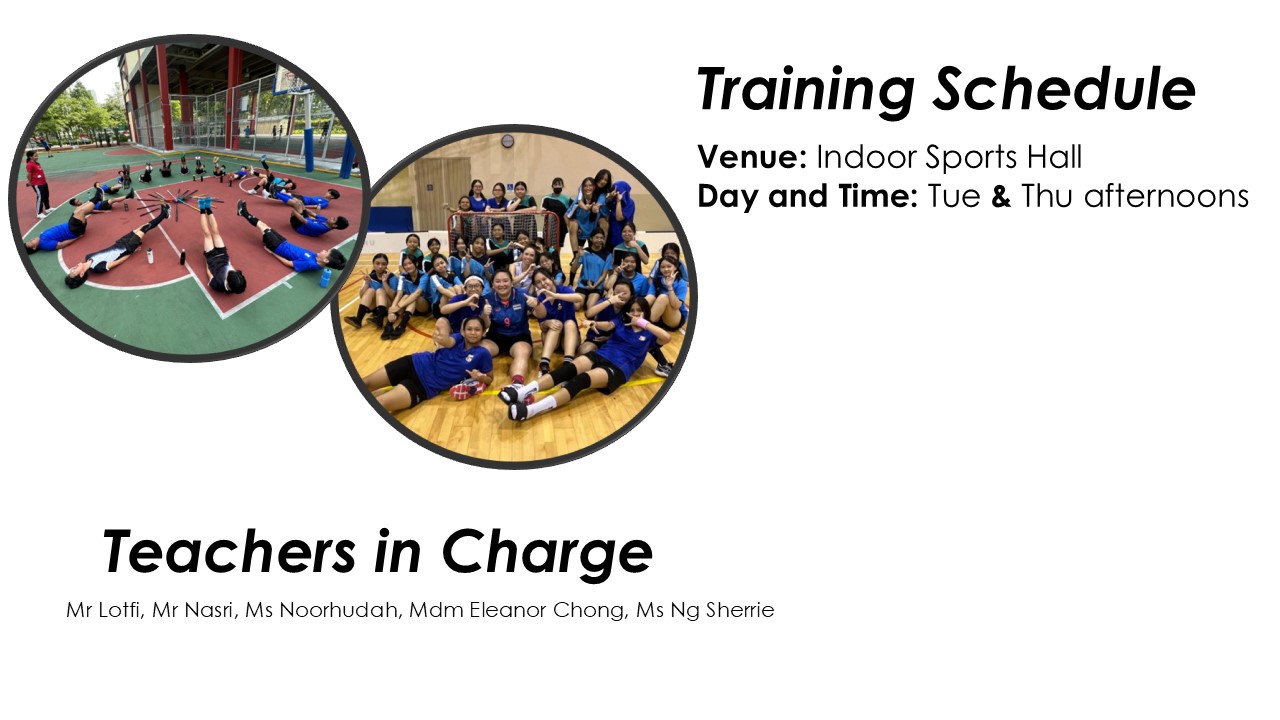 Training Schedule
Venue: Indoor Sports Hall
Day and Time: Tue & Thu afternoons
Teachers in Charge
Mr Lotfi, Mr Nasri, Ms Noorhudah, Mdm Eleanor Chong, Ms Ng Sherrie